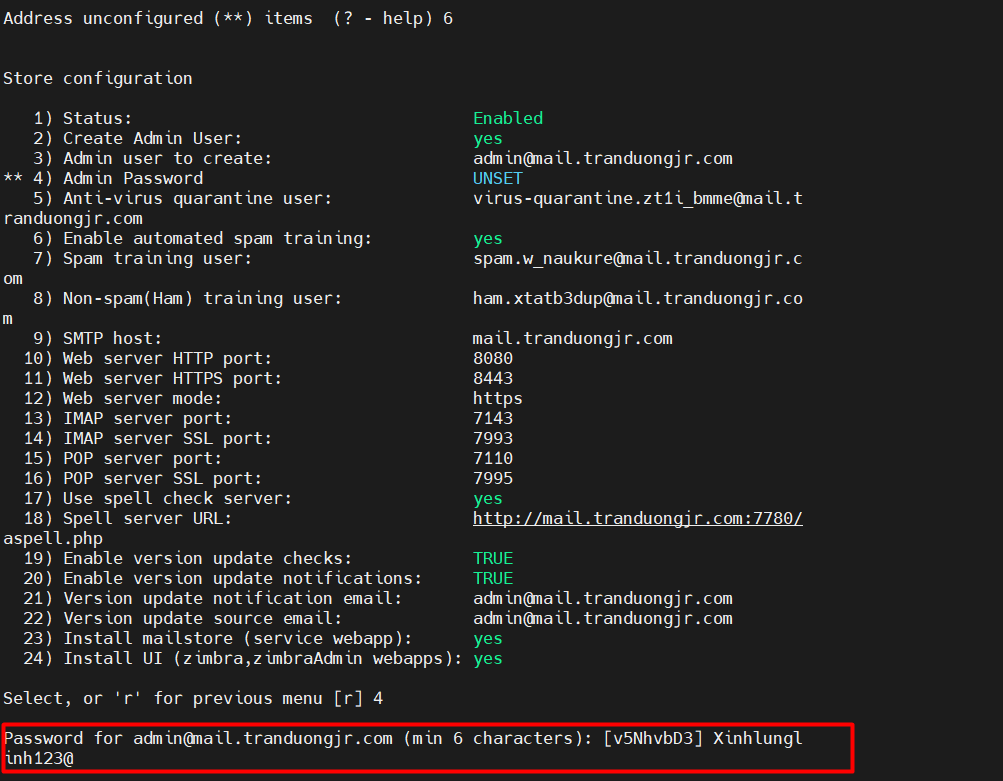 Address unconfigured (**) items  (? - help) 6
Store configuration
   1) Status:                                  Enabled
   2) Create Admin User:                       yes
   3) Admin user to create:                    admin@mail.tranduongjr.com
** 4) Admin Password                           UNSET
   5) Anti-virus quarantine user:              virus-quarantine.zt1i_bmme@mail.t
randuongjr.com
   6) Enable automated spam training:          yes
   7) Spam training user:                      spam.w_naukure@mail.tranduongjr.c
om
   8) Non-spam(Ham) training user:             ham.xtatb3dup@mail.tranduongjr.co
m
   9) SMTP host:                               mail.tranduongjr.com
  10) Web server HTTP port:                    8080
  11) Web server HTTPS port:                   8443
  12) Web server mode:                         https
  13) IMAP server port:                        7143
  14) IMAP server SSL port:                    7993
  15) POP server port:                         7110
  16) POP server SSL port:                     7995
  17) Use spell check server:                  yes
  18) Spell server URL:                        http://mail.tranduongjr.com:7780/
aspell.php
  19) Enable version update checks:            TRUE
  20) Enable version update notifications:     TRUE
  21) Version update notification email:       admin@mail.tranduongjr.com
  22) Version update source email:             admin@mail.tranduongjr.com
  23) Install mailstore (service webapp):      yes
  24) Install UI (zimbra,zimbraAdmin webapps): yes
Select, or 'r' for previous menu [r] 4
Password for admin@mail.tranduongjr.com (min 6 characters): [v5NhvbD3] Xinhlungl
inh123@